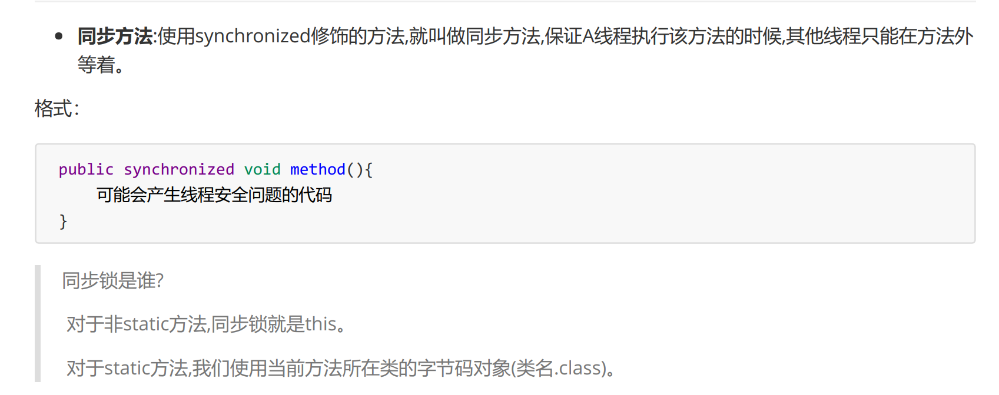 同步方法:使用synchronized修饰的方法,就叫做同步方法,保证A线程执行该方法的时候,其他线程只能在方法外
等着。
格式：
public synchronized void method(){
可能会产生线程安全问题的代码
}
同步锁是谁?
对于非static方法,同步锁就是this。
对于static方法,我们使用当前方法所在类的字节码对象(类名.class)。